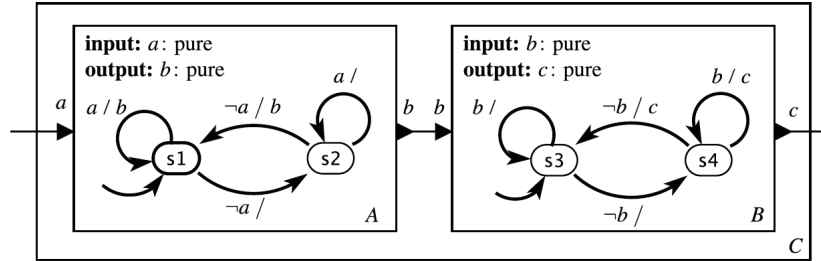 input: a: pure
output: b: pure
a / b
¬a / b
a /
s1
s2
¬a /
A
a
b
b
input: b: pure
output: c: pure
b /
¬b / c
b / c
s3
s4
¬b /
B
c
C